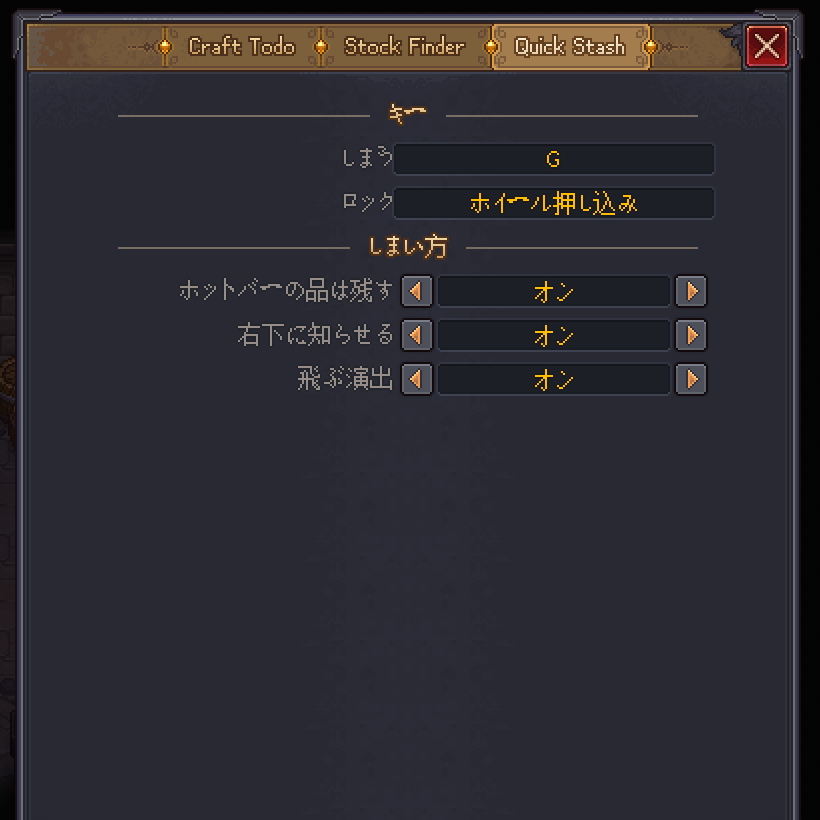 Craft Todo Stock Finder Quick Stash
キー
しまう G
ロック ホイール押し込み
しまい方
ホットバーの品は残す オン
右下に知らせる オン
飛ぶ演出 オン